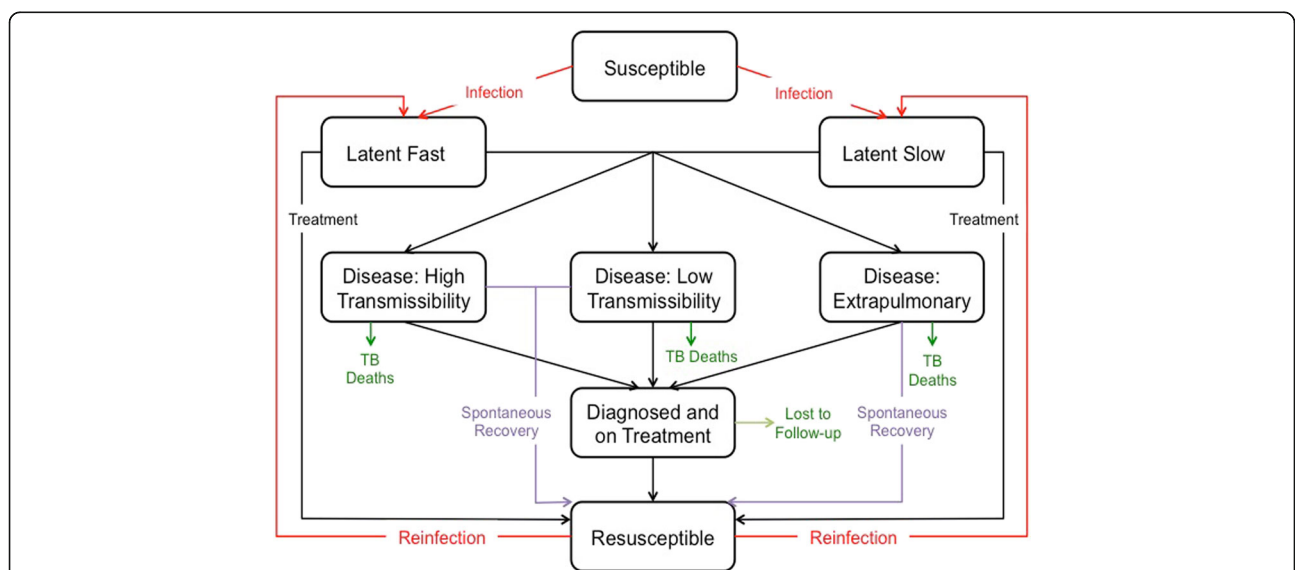 Susceptible
Infection
Infection
Latent Fast
Latent Slow
Treatment
Treatment
Disease: High
Transmissibility
Disease: Low
Transmissibility
Disease:
Extrapulmonary
TB
Deaths
TB Deaths
TB
Deaths
Spontaneous
Recovery
Diagnosed and
on Treatment
Lost to
Follow-up
Spontaneous
Recovery
Reinfection
Resusceptible
Reinfection